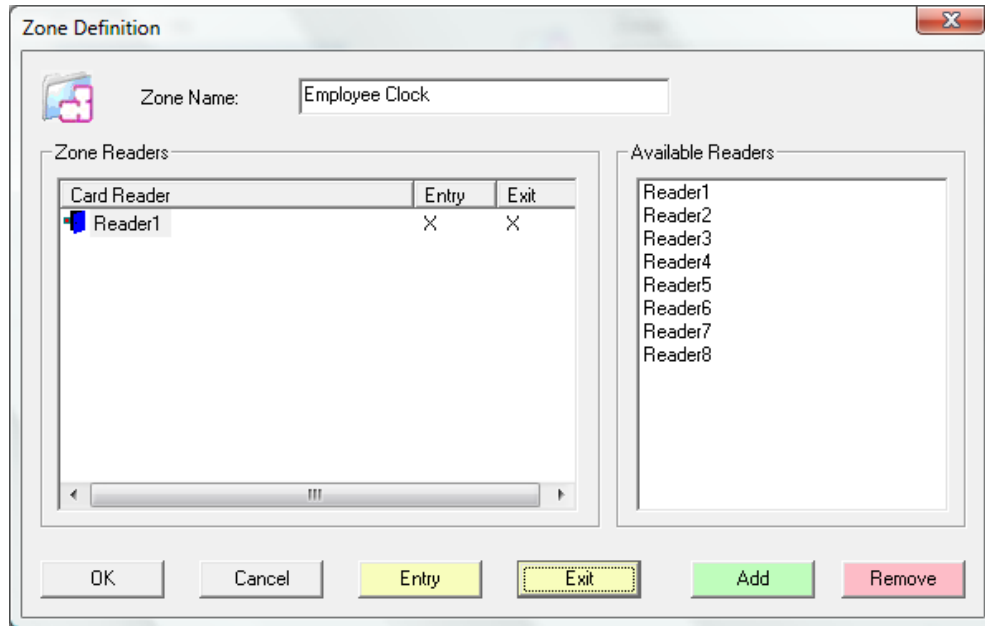 Zone Definition
Zone Name: Employee Clock
Zone Readers
Card Reader Entry Exit
Reader1 X X
Available Readers
Reader1
Reader2
Reader3
Reader4
Reader5
Reader6
Reader7
Reader8
OK Cancel Entry Exit Add Remove